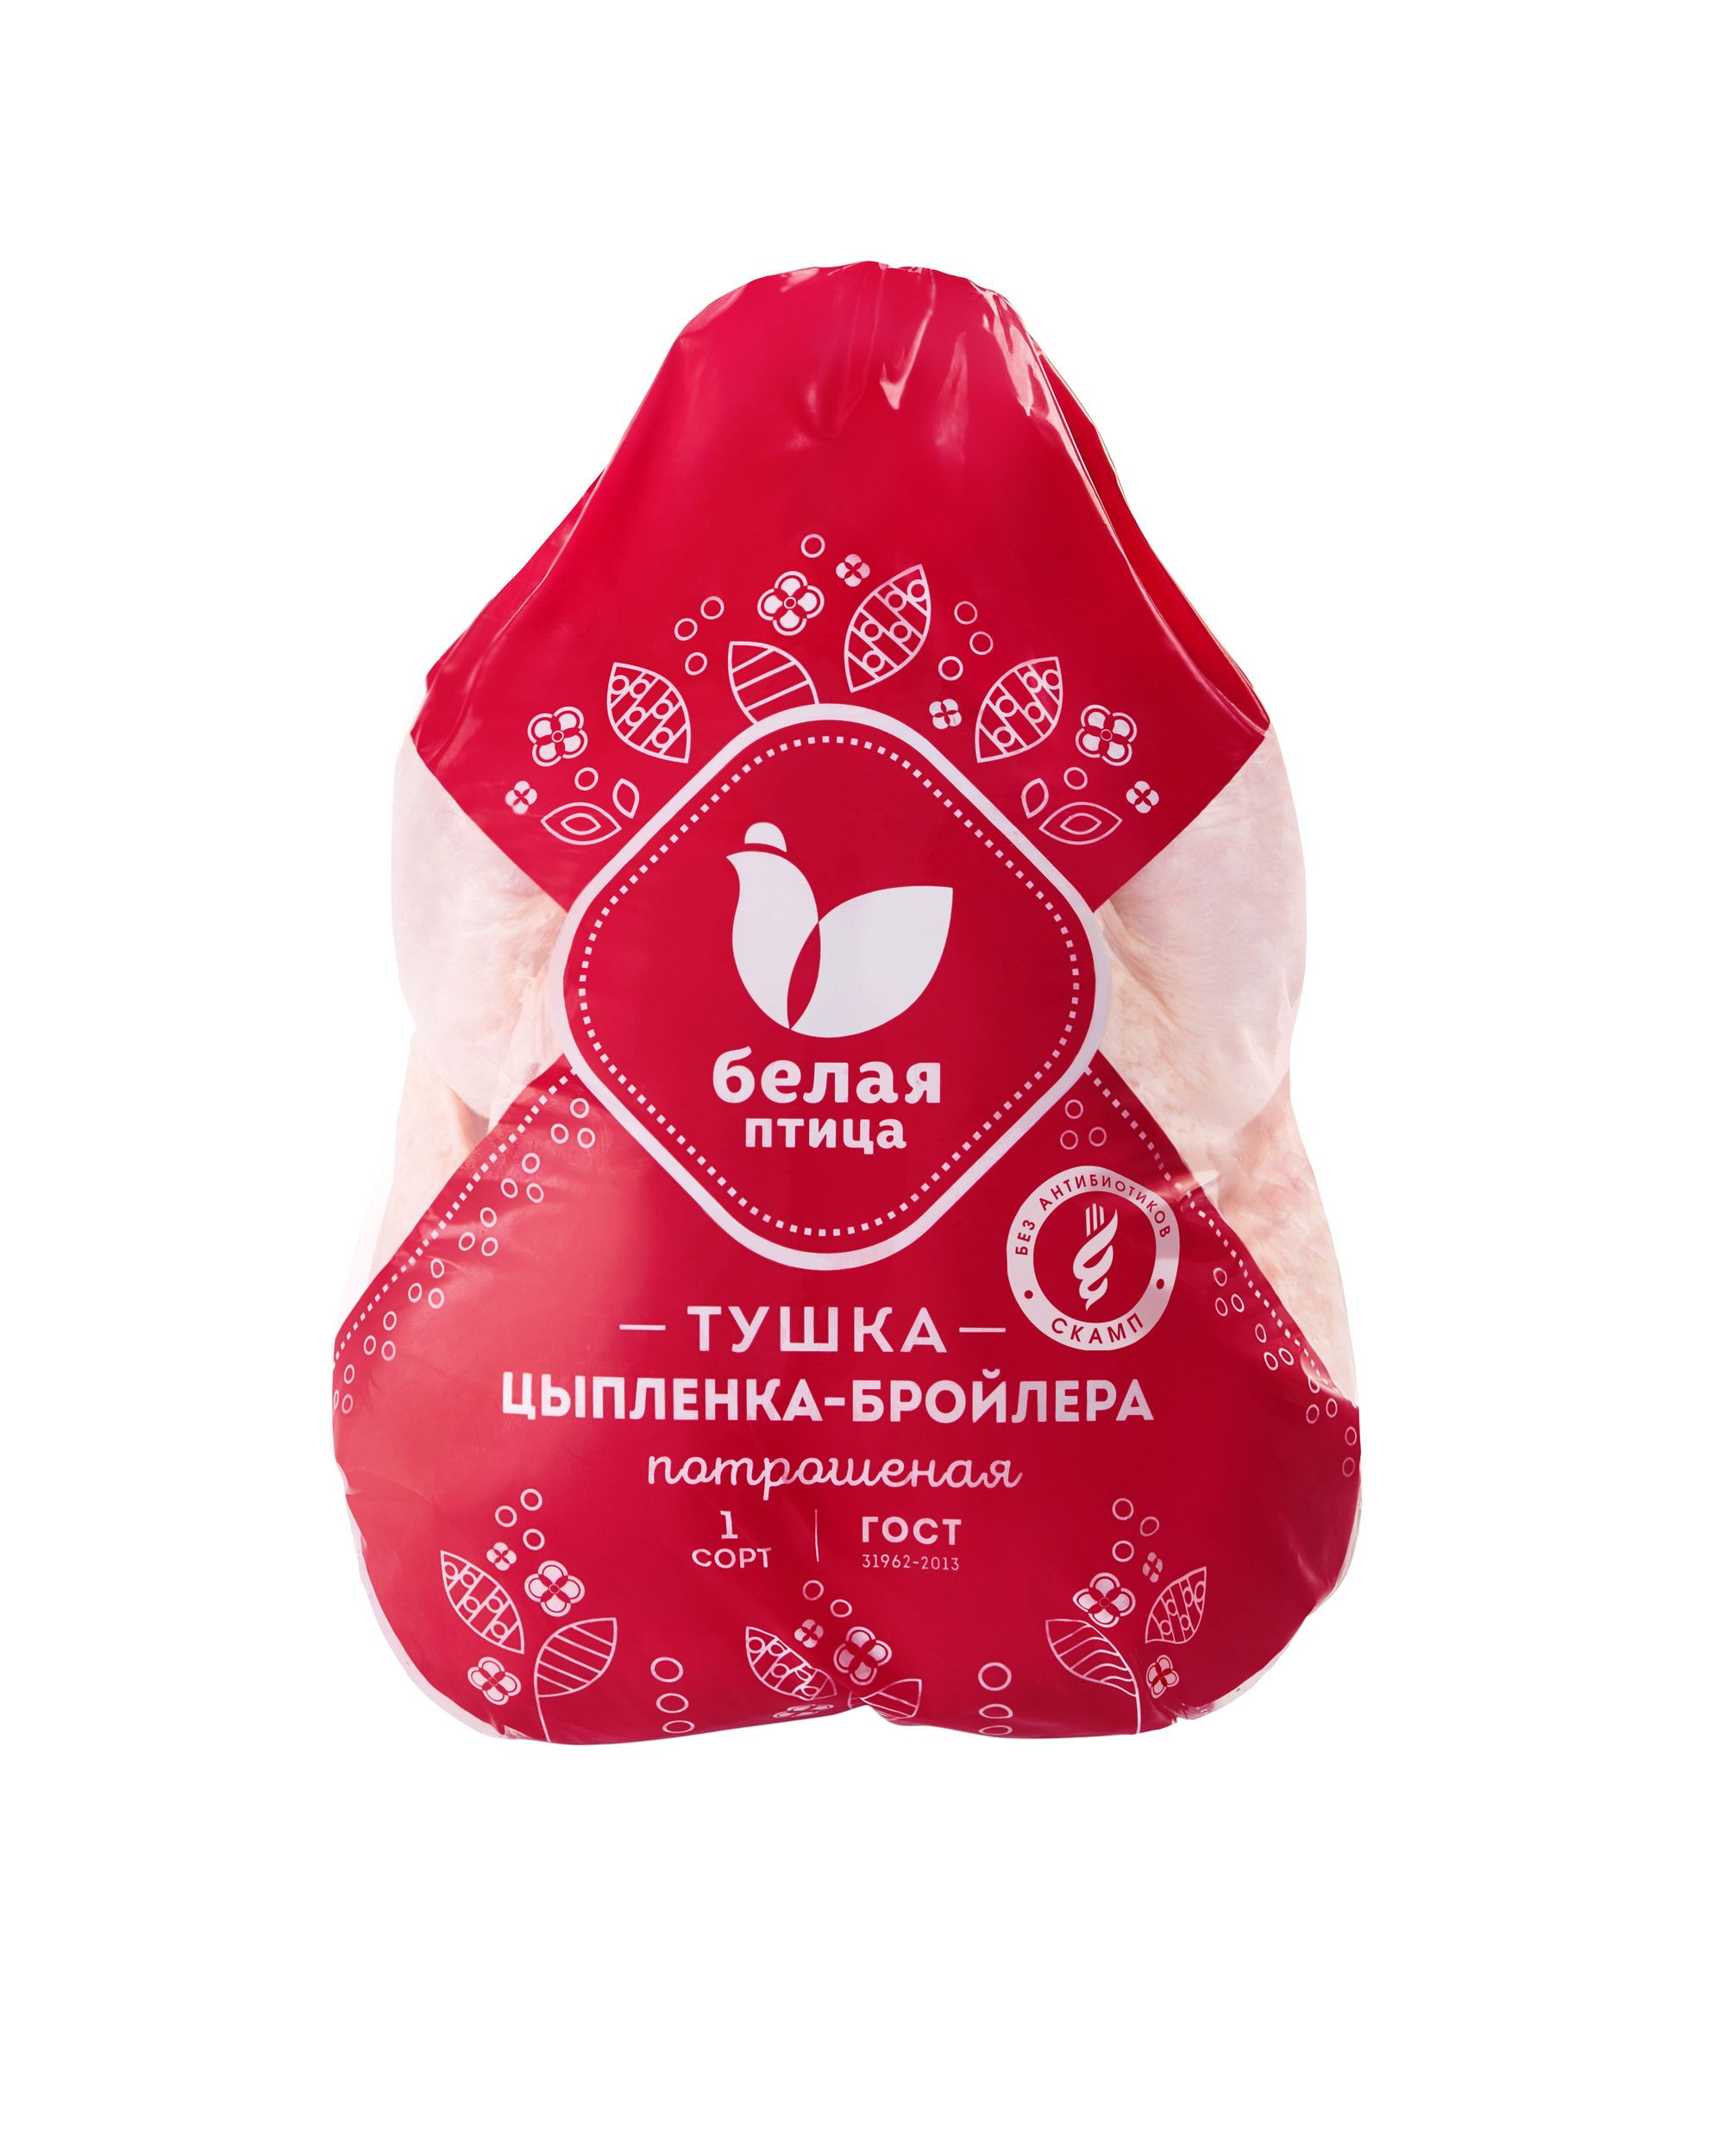 белая
птица
БЕЗ АНТИБИОТИКОВ
СКАМП
ТУШКА
ЦЫПЛЕНКА-БРОЙЛЕРА
потрошеная
1
СОРТ
ГОСТ
31962-2013